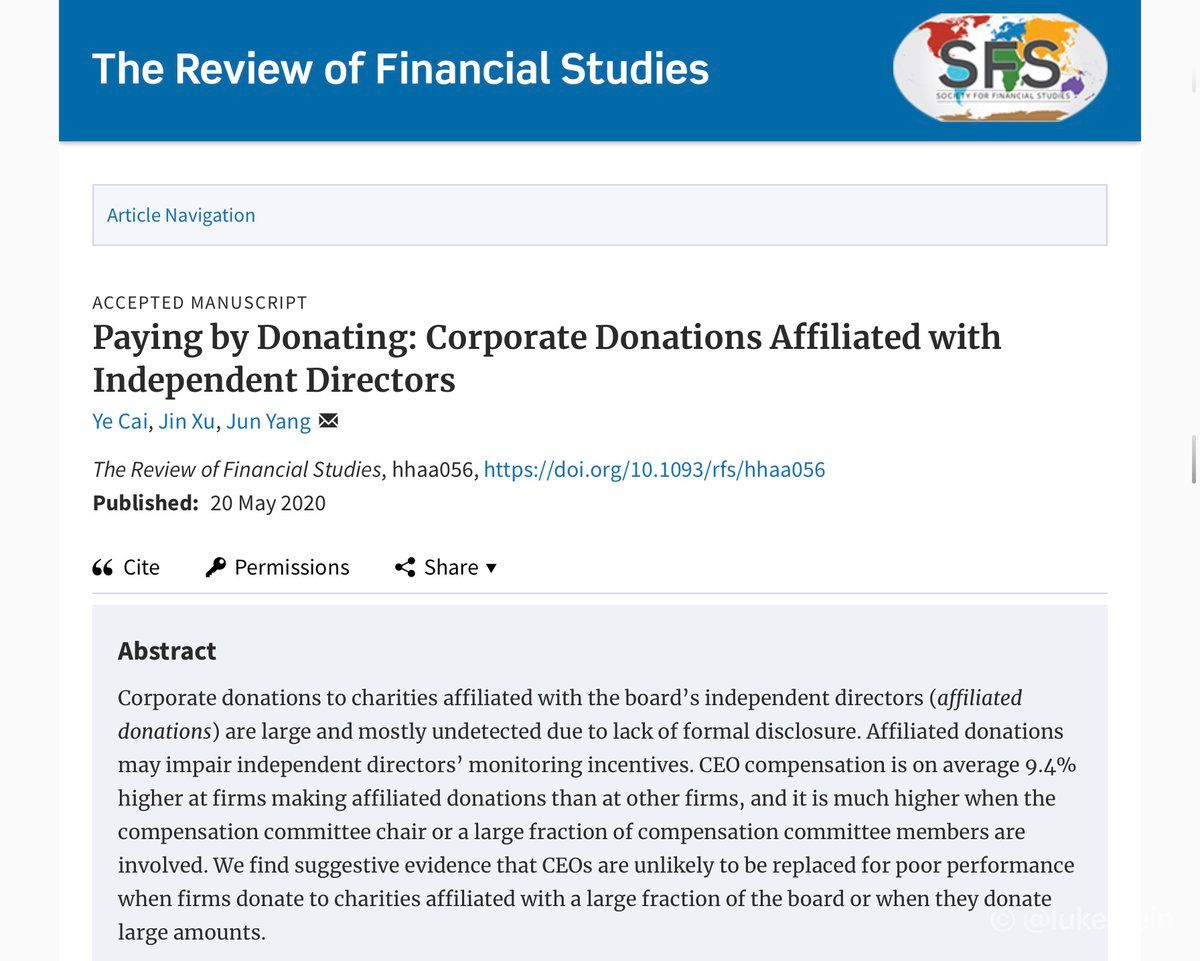 The Review of Financial Studies
SFS
SOCIETY FOR FINANCIAL STUDIES
Article Navigation
ACCEPTED MANUSCRIPT
Paying by Donating: Corporate Donations Affiliated with
Independent Directors
Ye Cai, Jin Xu, Jun Yang
The Review of Financial Studies, hhaa056, https://doi.org/10.1093/rfs/hhaa056
Published: 20 May 2020
Cite Permissions Share
Abstract
Corporate donations to charities affiliated with the board’s independent directors (affiliated
donations) are large and mostly undetected due to lack of formal disclosure. Affiliated donations
may impair independent directors’ monitoring incentives. CEO compensation is on average 9.4%
higher at firms making affiliated donations than at other firms, and it is much higher when the
compensation committee chair or a large fraction of compensation committee members are
involved. We find suggestive evidence that CEOs are unlikely to be replaced for poor performance
when firms donate to charities affiliated with a large fraction of the board or when they donate
large amounts.